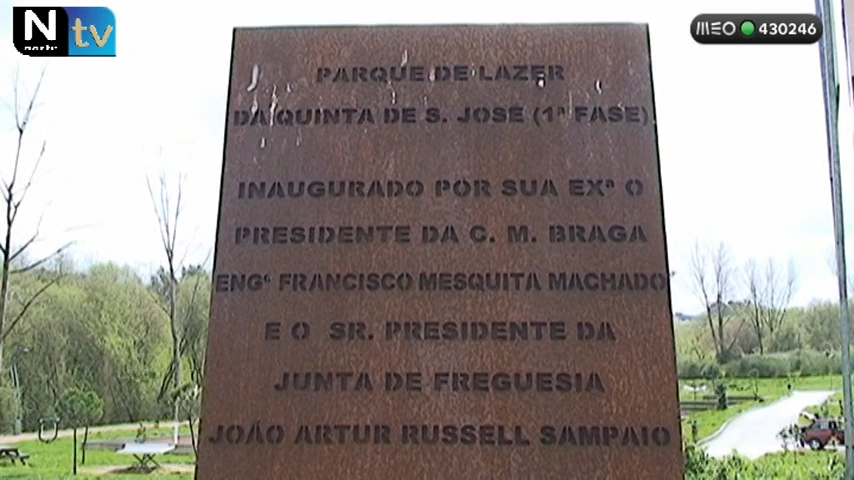 N norte tv
MEO 430246
PARQUE DE LAZER
DA QUINTA DE S. JOSÉ (1ª FASE)
INAUGURADO POR SUA EXª O
PRESIDENTE DA C. M. BRAGA
ENGº FRANCISCO MESQUITA MACHADO
E O SR. PRESIDENTE DA
JUNTA DE FREGUESIA
JOÃO ARTUR RUSSELL SAMPAIO